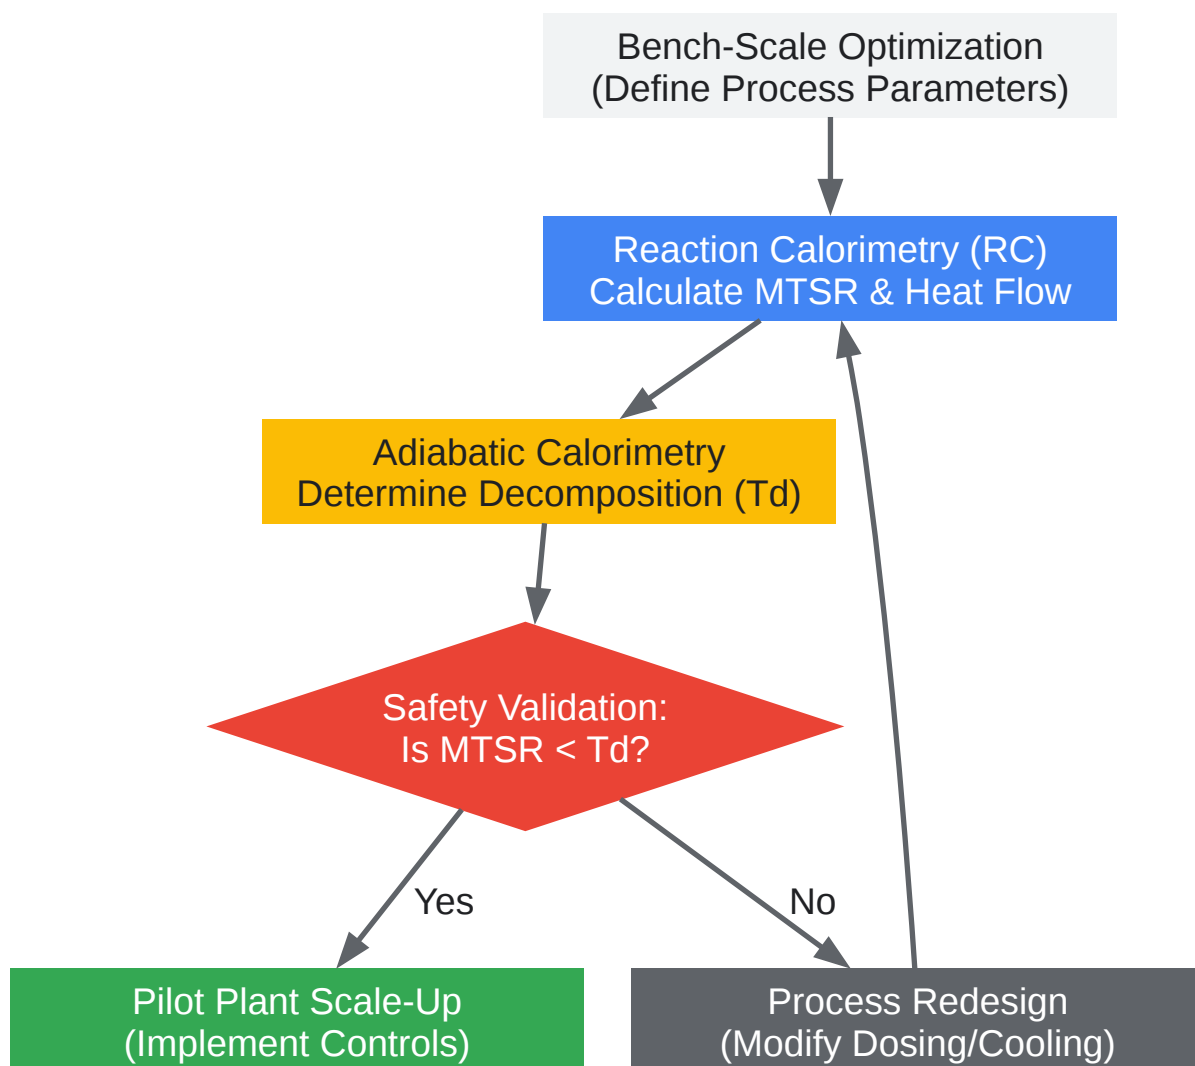 Bench-Scale Optimization
(Define Process Parameters)
Reaction Calorimetry (RC)
Calculate MTSR & Heat Flow
Adiabatic Calorimetry
Determine Decomposition (Td)
Safety Validation:
Is MTSR < Td?
Yes
No
Pilot Plant Scale-Up
(Implement Controls)
Process Redesign
(Modify Dosing/Cooling)